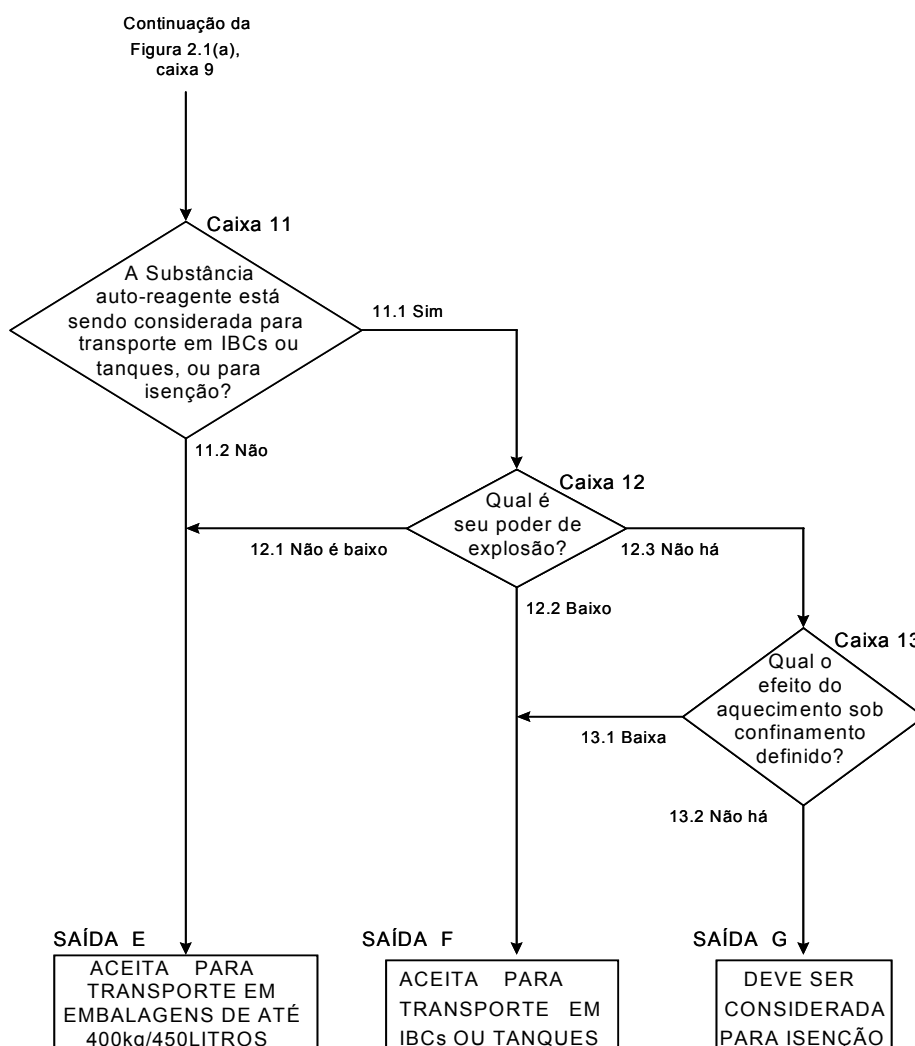 Continuação da
Figura 2.1(a),
caixa 9
Caixa 11
A Substância
auto-reagente está
sendo considerada para
transporte em IBCs ou
tanques, ou para
isenção?
11.1 Sim
11.2 Não
Caixa 12
Qual é
seu poder de
explosão?
12.1 Não é baixo
12.3 Não há
12.2 Baixo
Caixa 13
Qual o
efeito do
aquecimento sob
confinamento
definido?
13.1 Baixa
13.2 Não há
SAÍDA E
ACEITA PARA
TRANSPORTE EM
EMBALAGENS DE ATÉ
400kg/450LITROS
SAÍDA F
ACEITA PARA
TRANSPORTE EM
IBCs OU TANQUES
SAÍDA G
DEVE SER
CONSIDERADA
PARA ISENÇÃO